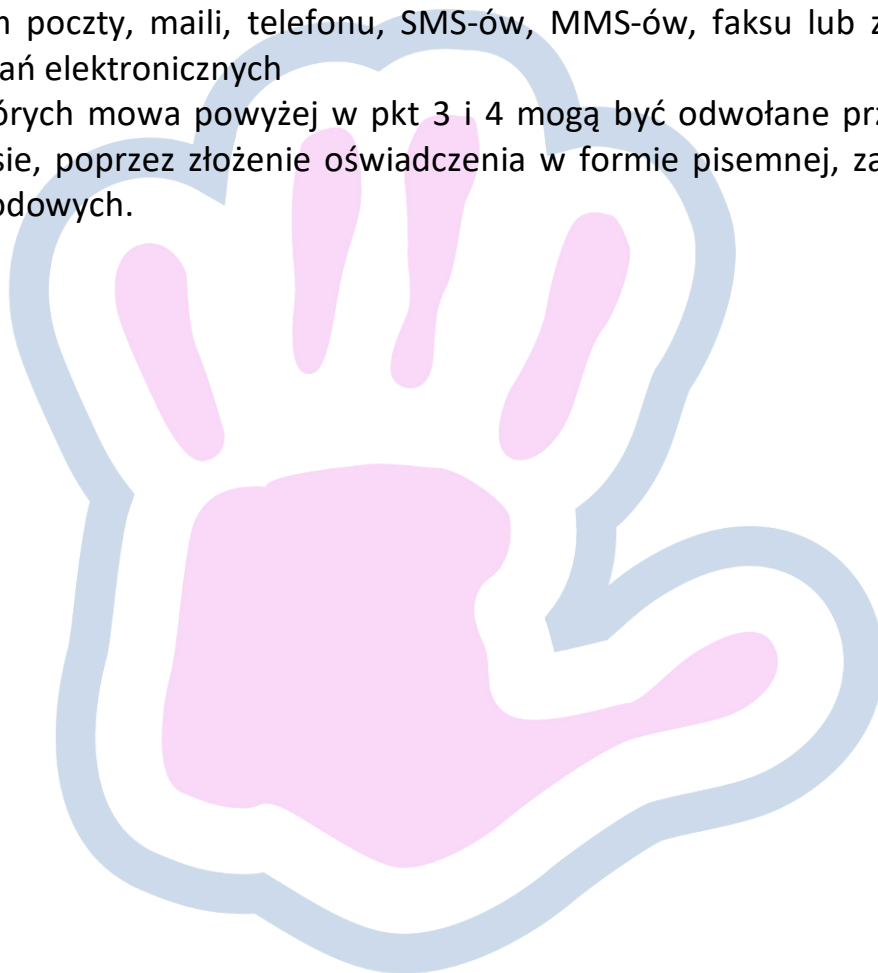 poczty, maili, telefonu, SMS-ów, MMS-ów, faksu lub z
ań elektronicznych
órych mowa powyżej w pkt 3 i 4 mogą być odwołane prz
sie, poprzez złożenie oświadczenia w formie pisemnej, za
odowych.